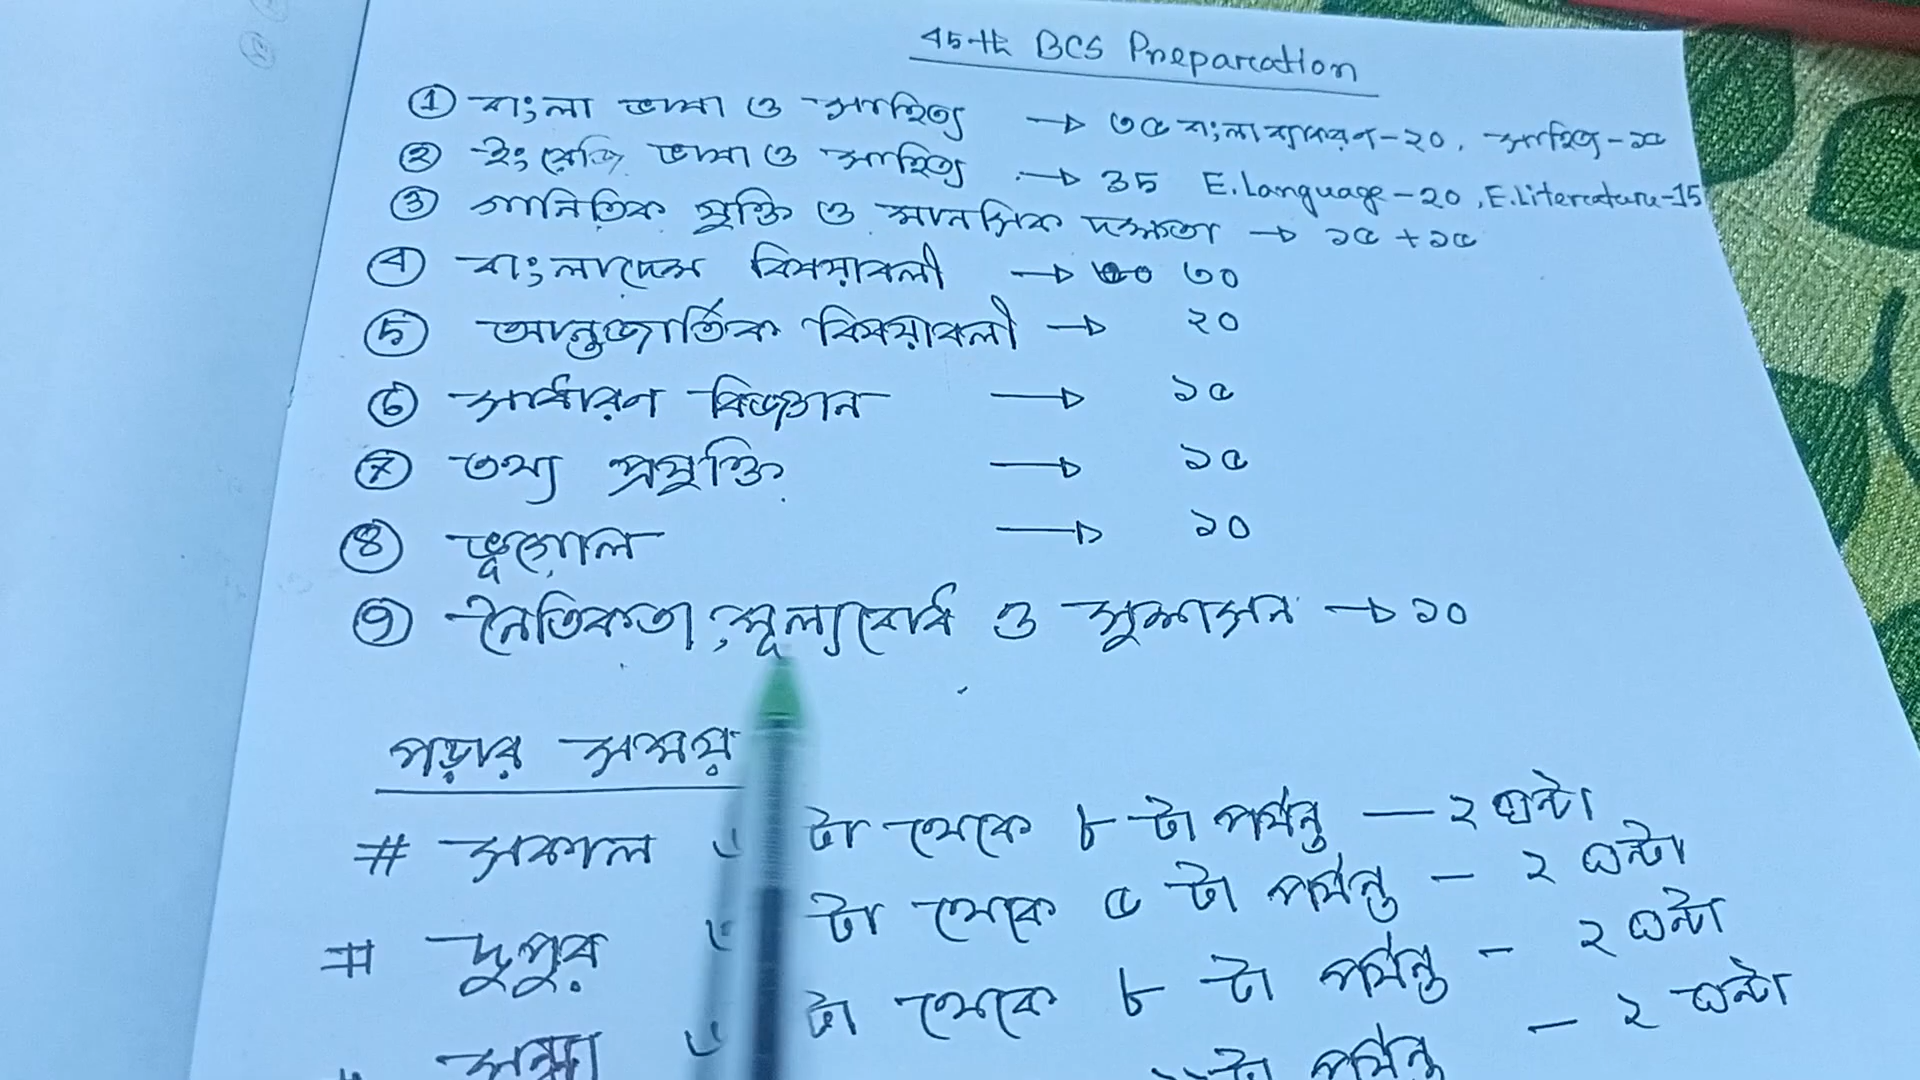 45th BCS Preparation
① বাংলা ভাষা ও সাহিত্য → ৩৫ বাংলা ব্যাকরণ-২০, সাহিত্য-১৫
② ইংরেজি ভাষা ও সাহিত্য → 35 E.Language-20, E.Literature-15
③ গানিতিক যুক্তি ও মানসিক দক্ষতা → ১৫ + ১৫
④ বাংলাদেশ বিষয়াবলী → ৩০
⑤ আন্তর্জাতিক বিষয়াবলী → ২০
⑥ সাধারণ বিজ্ঞান → ১৫
⑦ তথ্য প্রযুক্তি → ১৫
⑧ ভূগোল → ১০
⑨ নৈতিকতা, মূল্যবোধ ও সুশাসন → ১০
পড়ার সময়
# সকাল টা থেকে ৮ টা পর্যন্ত — ২ ঘন্টা
# দুপুর টা থেকে ৫ টা পর্যন্ত - ২ ঘন্টা
সন্ধ্যা টা থেকে ৮ টা পর্যন্ত - ২ ঘন্টা
টা পর্যন্ত - ২ ঘন্টা